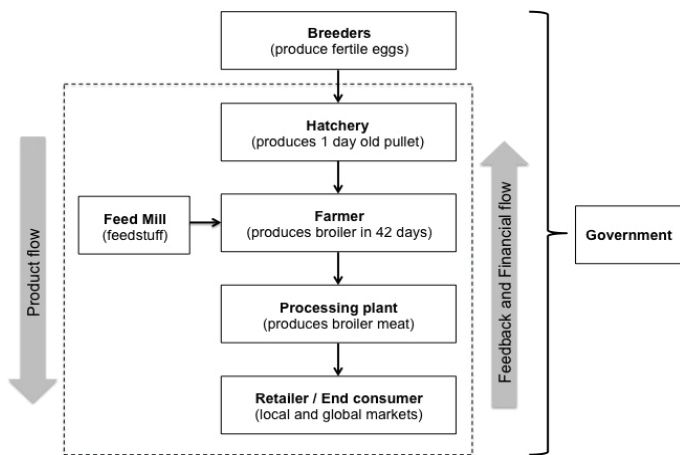 Breeders
(produce fertile eggs)
Hatchery
(produces 1 day old pullet)
Feed Mill
(feedstuff)
Farmer
(produces broiler in 42 days)
Processing plant
(produces broiler meat)
Retailer / End consumer
(local and global markets)
Product flow
Feedback and Financial flow
Government